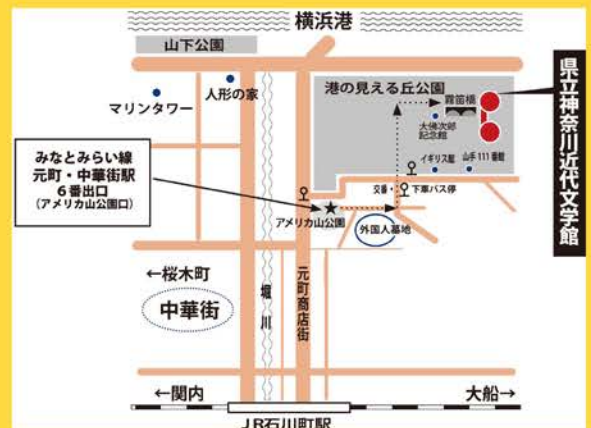 横浜港
山下公園
マリンタワー
人形の家
港の見える丘公園
霧笛橋
大佛次郎
記念館
イギリス館
山手111番館
県立神奈川近代文学館
みなとみらい線
元町・中華街駅
6番出口
(アメリカ山公園口)
交番・
下車バス停
アメリカ山公園
外国人墓地
←桜木町
中華街
堀川
元町商店街
←関内
大船→
JR石川町駅